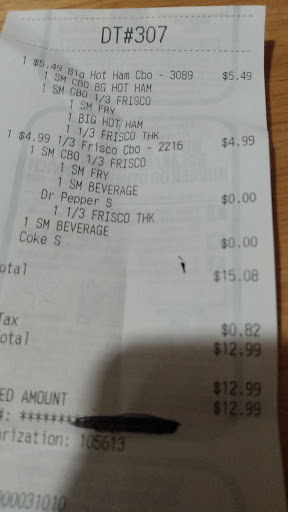 DT#307
1 $5.49 Big Hot Ham Cbo - 3089 $5.49
1 SM CBO BG HOT HAM
1 SM CBO 1/3 FRISCO
1 SM FRY
1 BIG HOT HAM
1 1/3 FRISCO THK
1 $4.99 1/3 Frisco Cbo - 2216 $4.99
1 SM CBO 1/3 FRISCO
1 SM FRY
1 SM BEVERAGE
Dr Pepper S $0.00
1 1/3 FRISCO THK
1 SM BEVERAGE
Coke S $0.00
otal $15.08
Tax $0.82
otal $12.99
$12.99
ED AMOUNT $12.99
#: *******
orization: 105613
000031010